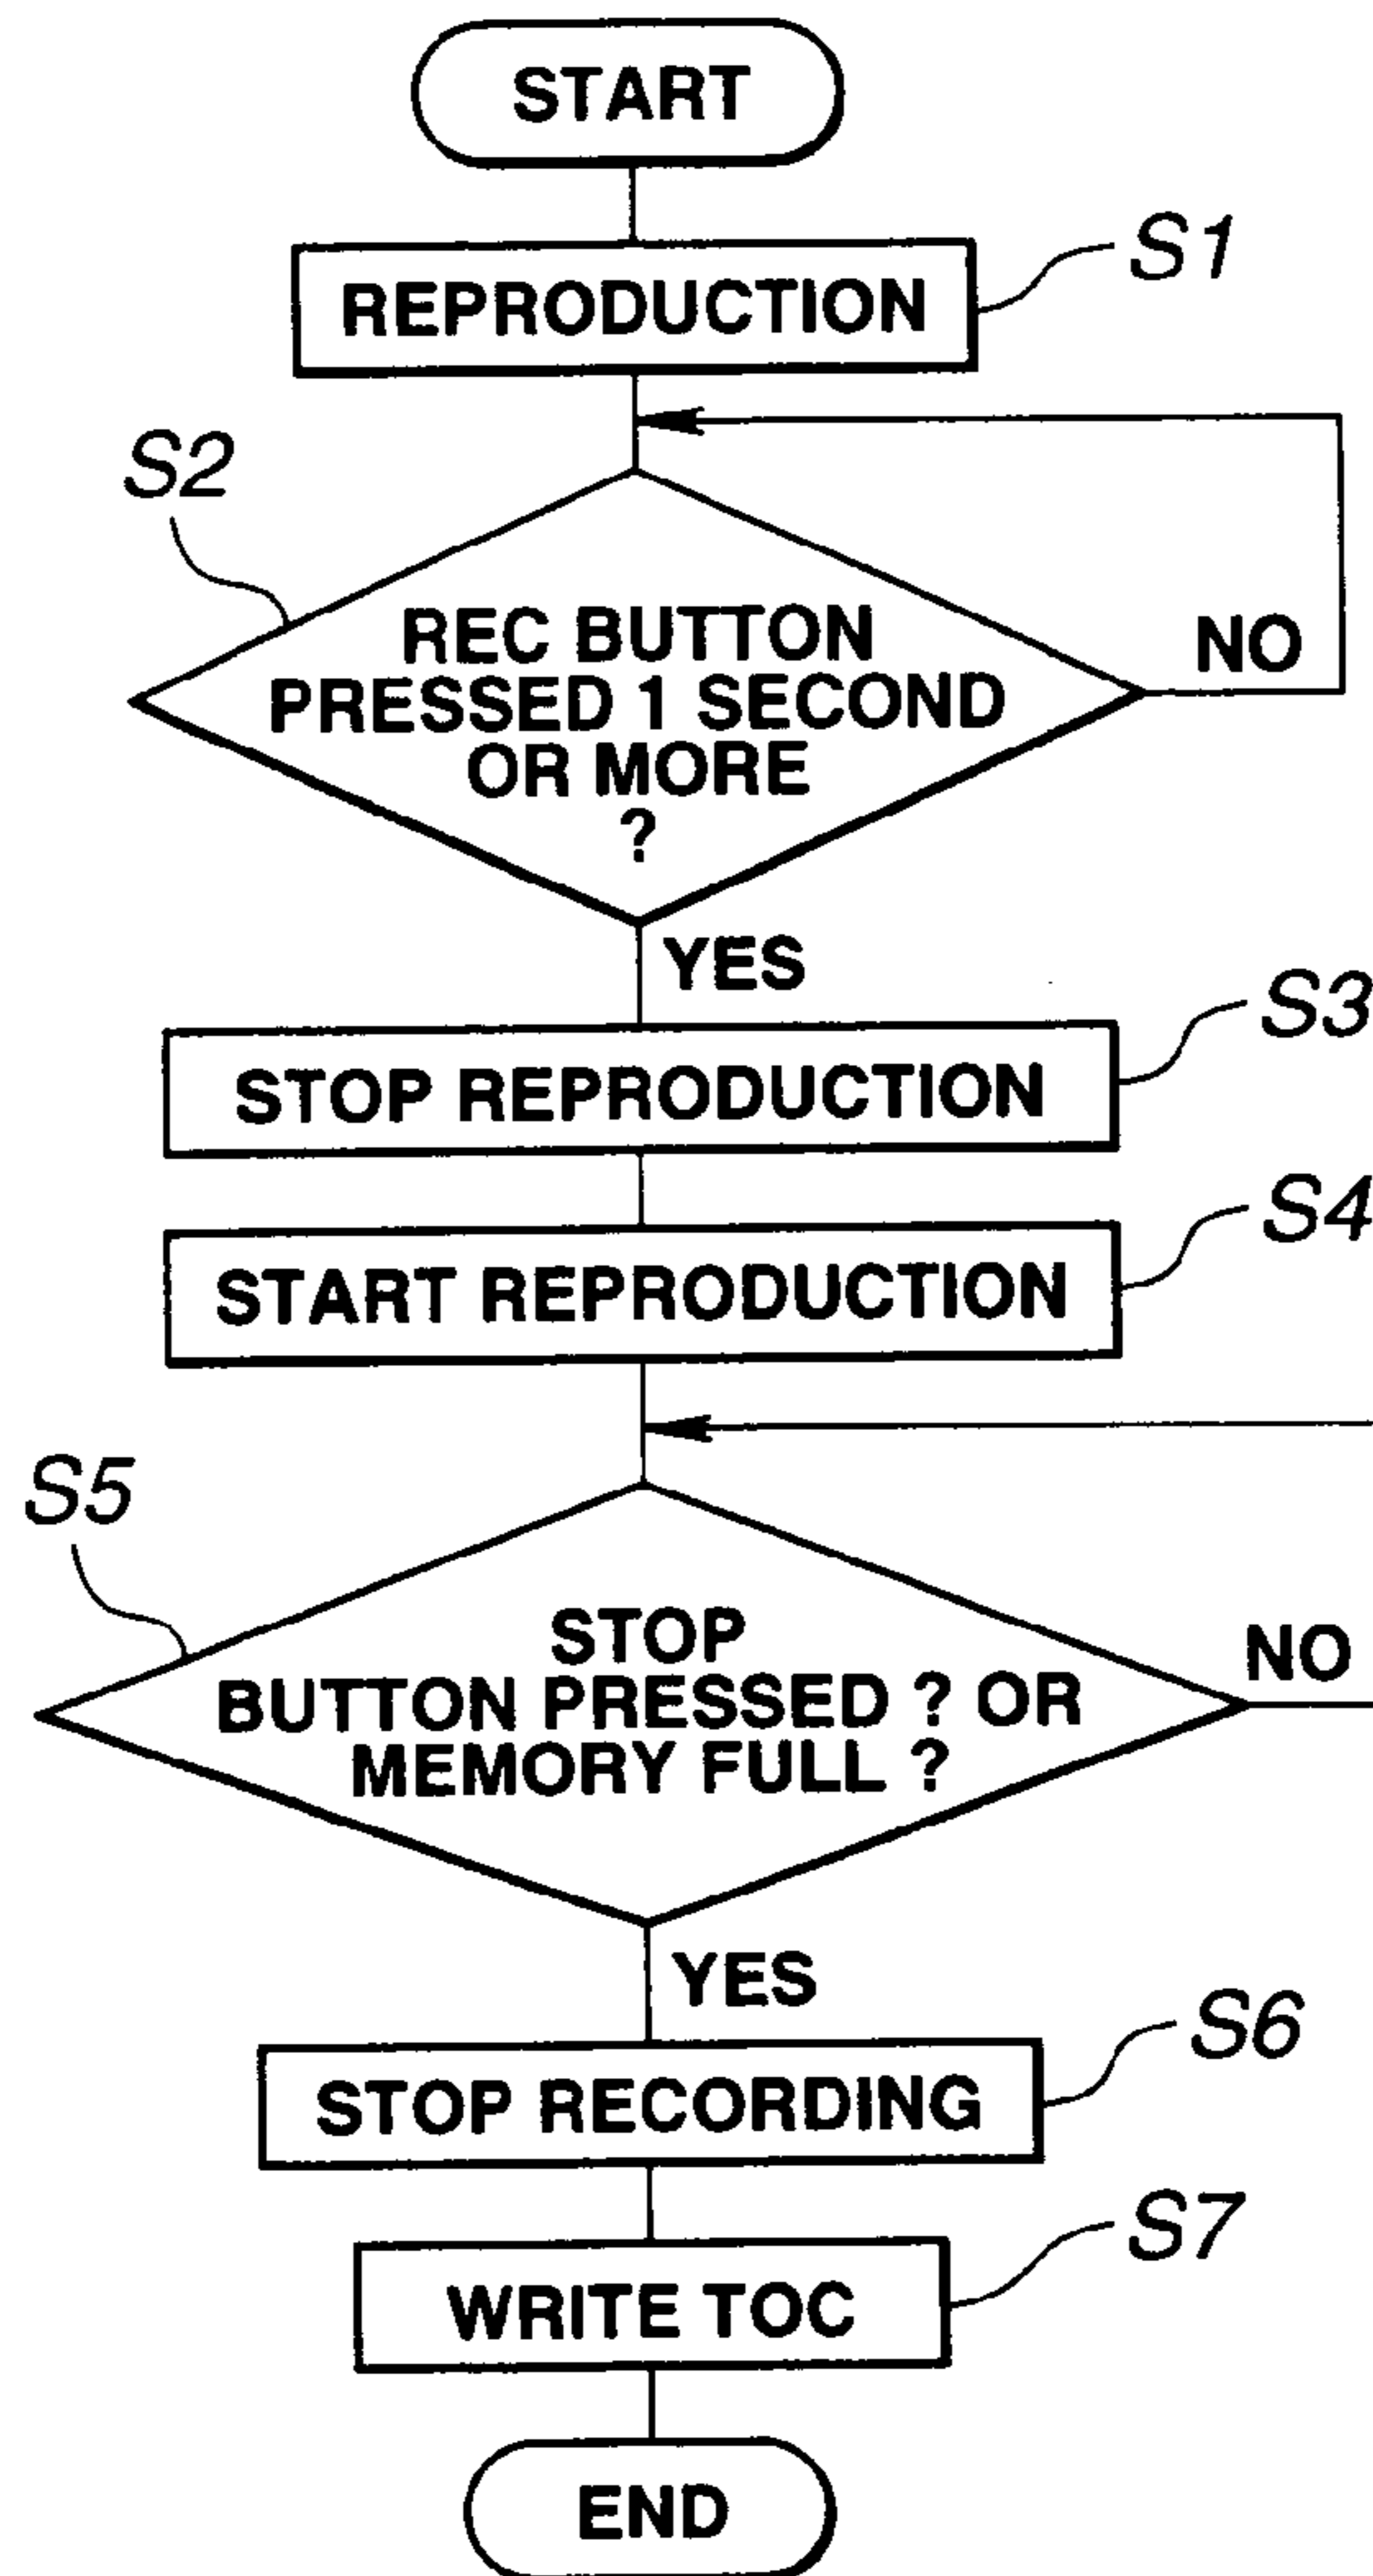 START
REPRODUCTION
S1
S2
REC BUTTON
PRESSED 1 SECOND
OR MORE
?
NO
YES
STOP REPRODUCTION
S3
START REPRODUCTION
S4
S5
STOP
BUTTON PRESSED ? OR
MEMORY FULL ?
NO
YES
STOP RECORDING
S6
WRITE TOC
S7
END